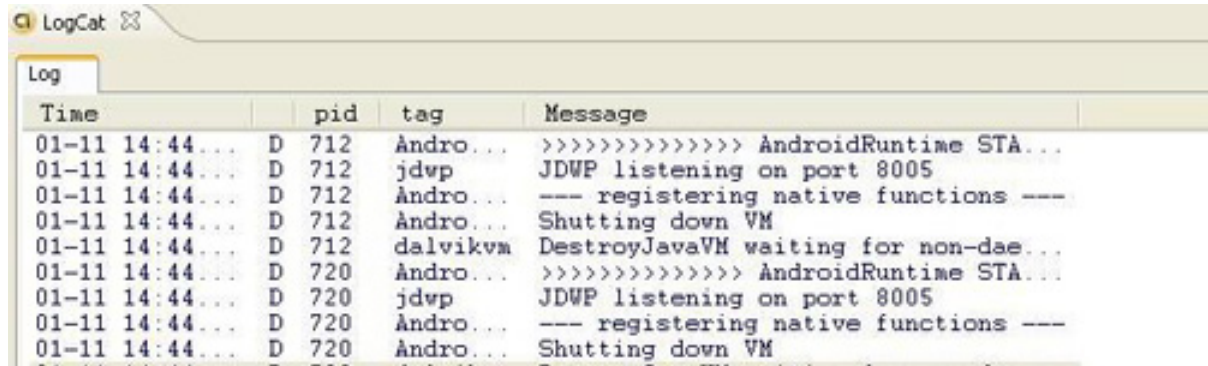 LogCat
Log
Time pid tag Message
01-11 14:44... D 712 Andro... >>>>>>>>>>>>>> AndroidRuntime STA...
01-11 14:44... D 712 jdwp JDWP listening on port 8005
01-11 14:44... D 712 Andro... --- registering native functions ---
01-11 14:44... D 712 Andro... Shutting down VM
01-11 14:44... D 712 dalvikvm DestroyJavaVM waiting for non-dae...
01-11 14:44... D 720 Andro... >>>>>>>>>>>>>> AndroidRuntime STA...
01-11 14:44... D 720 jdwp JDWP listening on port 8005
01-11 14:44... D 720 Andro... --- registering native functions ---
01-11 14:44... D 720 Andro... Shutting down VM